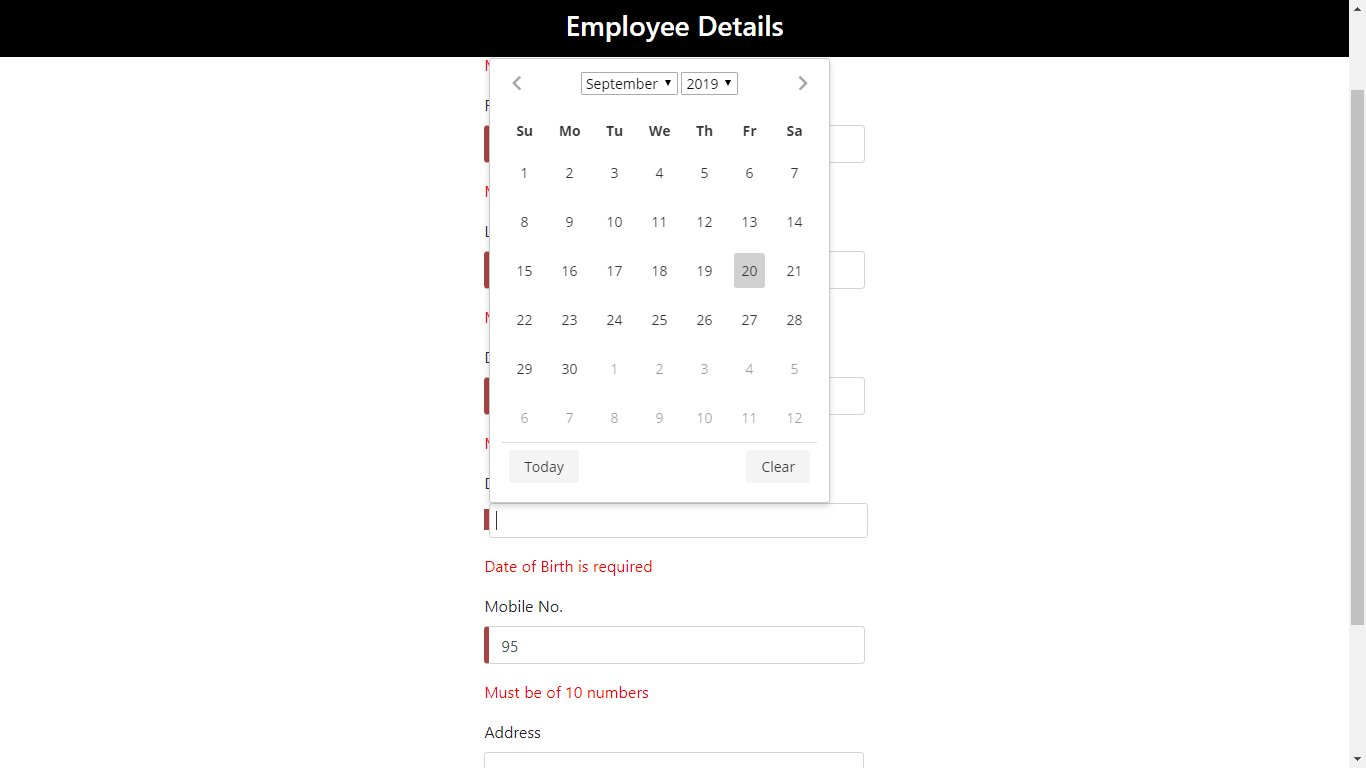 Employee Details
September 2019
Su Mo Tu We Th Fr Sa
1 2 3 4 5 6 7
8 9 10 11 12 13 14
15 16 17 18 19 20 21
22 23 24 25 26 27 28
29 30 1 2 3 4 5
6 7 8 9 10 11 12
Today Clear
Date of Birth is required
Mobile No.
95
Must be of 10 numbers
Address